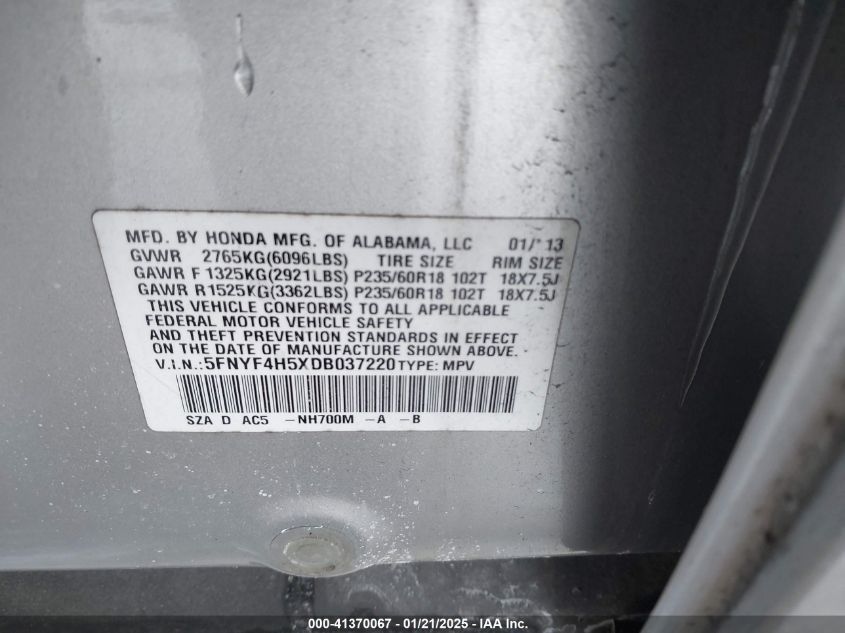 MFD. BY HONDA MFG. OF ALABAMA, LLC 01/'13
GVWR 2765KG(6096LBS) TIRE SIZE RIM SIZE
GAWR F 1325KG(2921LBS) P235/60R18 102T 18X7.5J
GAWR R1525KG(3362LBS) P235/60R18 102T 18X7.5J
THIS VEHICLE CONFORMS TO ALL APPLICABLE
FEDERAL MOTOR VEHICLE SAFETY
AND THEFT PREVENTION STANDARDS IN EFFECT
ON THE DATE OF MANUFACTURE SHOWN ABOVE.
V.I.N.:5FNYF4H5XDB037220 TYPE: MPV
SZA D AC5 -NH700M -A -B
000-41370067 - 01/21/2025 - IAA Inc.